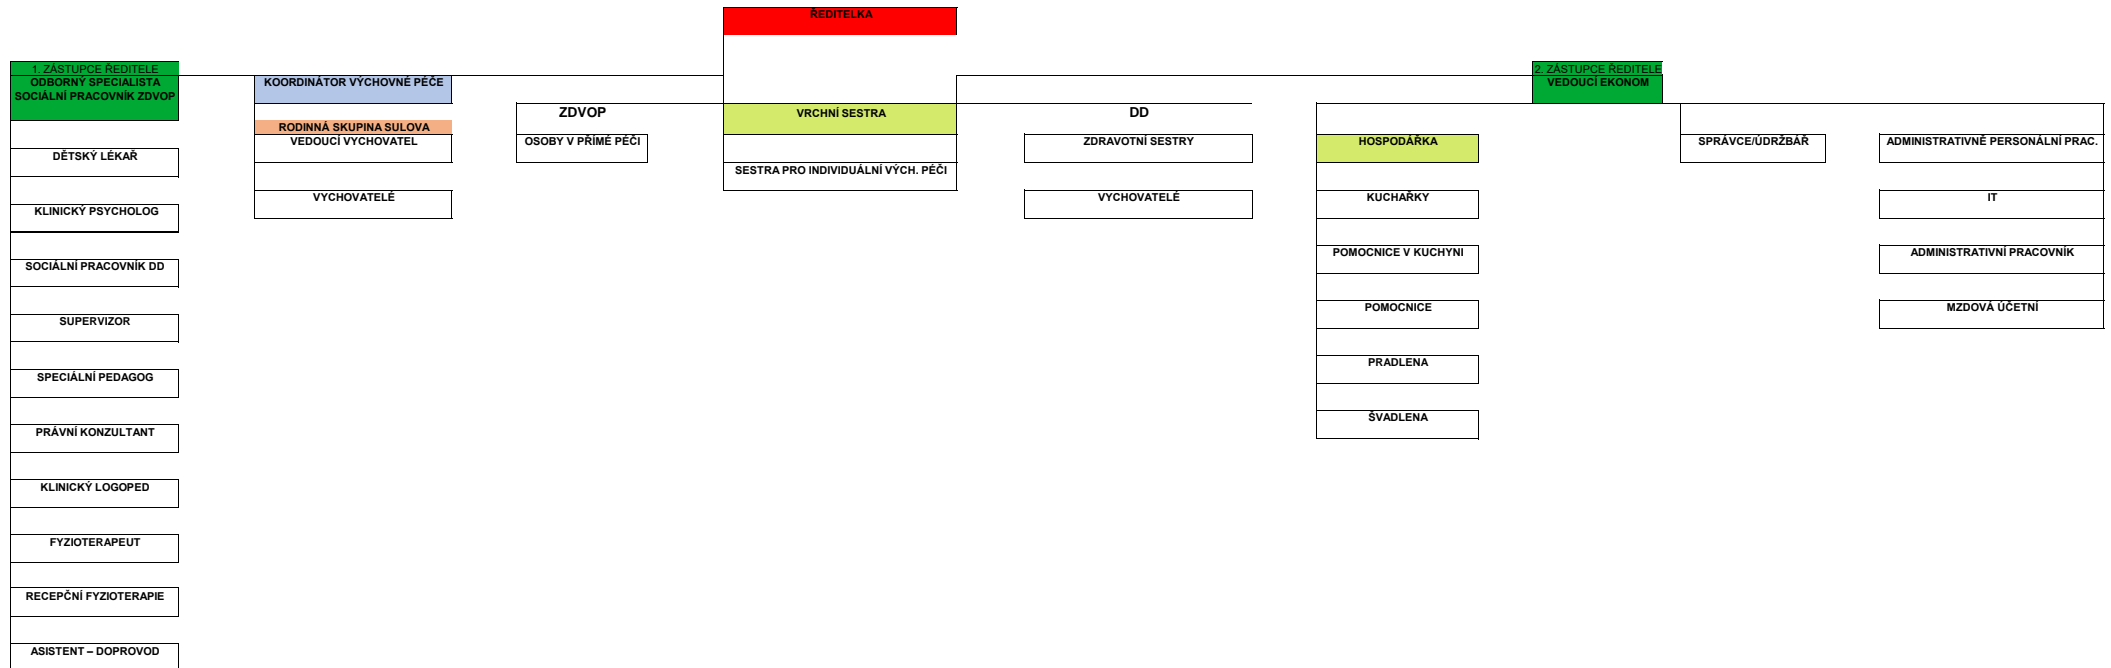 ŘEDITELKA
1. ZÁSTUPCE ŘEDITELE
ODBORNÝ SPECIALISTA
SOCIÁLNÍ PRACOVNÍK ZDVOP
DĚTSKÝ LÉKAŘ
KLINICKÝ PSYCHOLOG
SOCIÁLNÍ PRACOVNÍK DD
SUPERVIZOR
SPECIÁLNÍ PEDAGOG
PRÁVNÍ KONZULTANT
KLINICKÝ LOGOPED
FYZIOTERAPEUT
RECEPČNÍ FYZIOTERAPIE
ASISTENT – DOPROVOD
KOORDINÁTOR VÝCHOVNÉ PÉČE
RODINNÁ SKUPINA SULOVA
VEDOUCÍ VYCHOVATEL
VYCHOVATELÉ
ZDVOP
OSOBY V PŘÍMÉ PÉČI
VRCHNÍ SESTRA
SESTRA PRO INDIVIDUÁLNÍ VÝCH. PÉČI
DD
ZDRAVOTNÍ SESTRY
VYCHOVATELÉ
2. ZÁSTUPCE ŘEDITELE
VEDOUCÍ EKONOM
HOSPODÁŘKA
KUCHAŘKY
POMOCNICE V KUCHYNI
POMOCNICE
PRADLENA
ŠVADLENA
SPRÁVCE/ÚDRŽBÁŘ
ADMINISTRATIVNĚ PERSONÁLNÍ PRAC.
IT
ADMINISTRATIVNÍ PRACOVNÍK
MZDOVÁ ÚČETNÍ